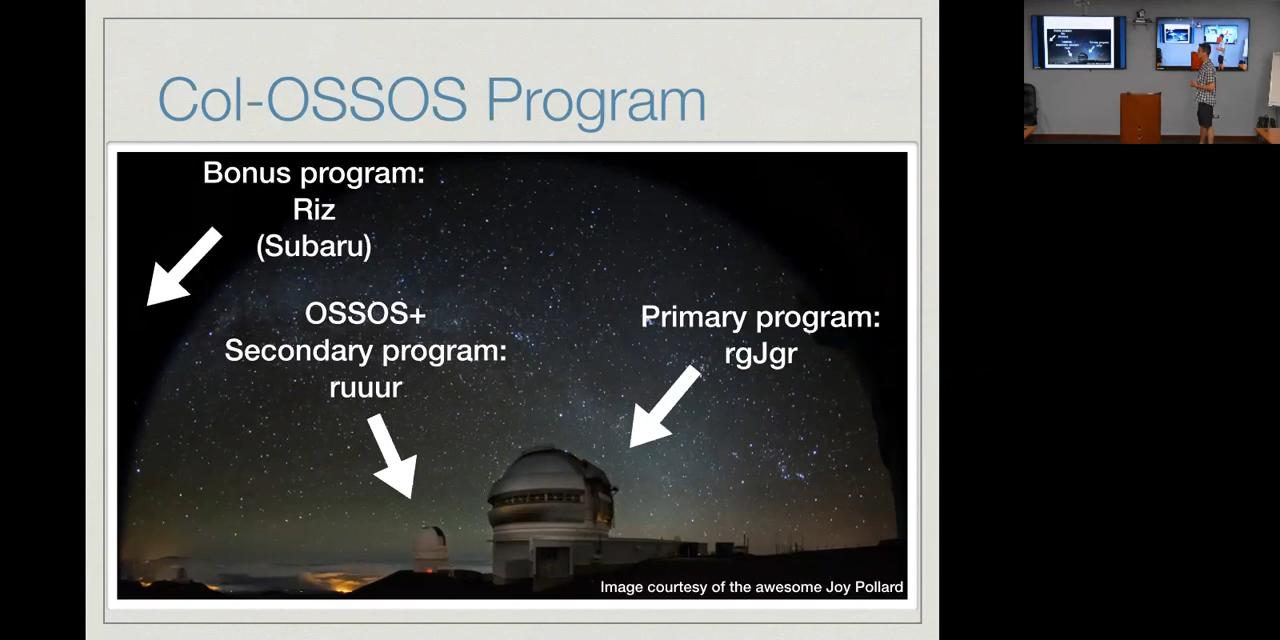 Col-OSSOS Program
Bonus program:
Riz
(Subaru)
OSSOS+
Secondary program:
ruuur
Primary program:
rgJgr
Image courtesy of the awesome Joy Pollard